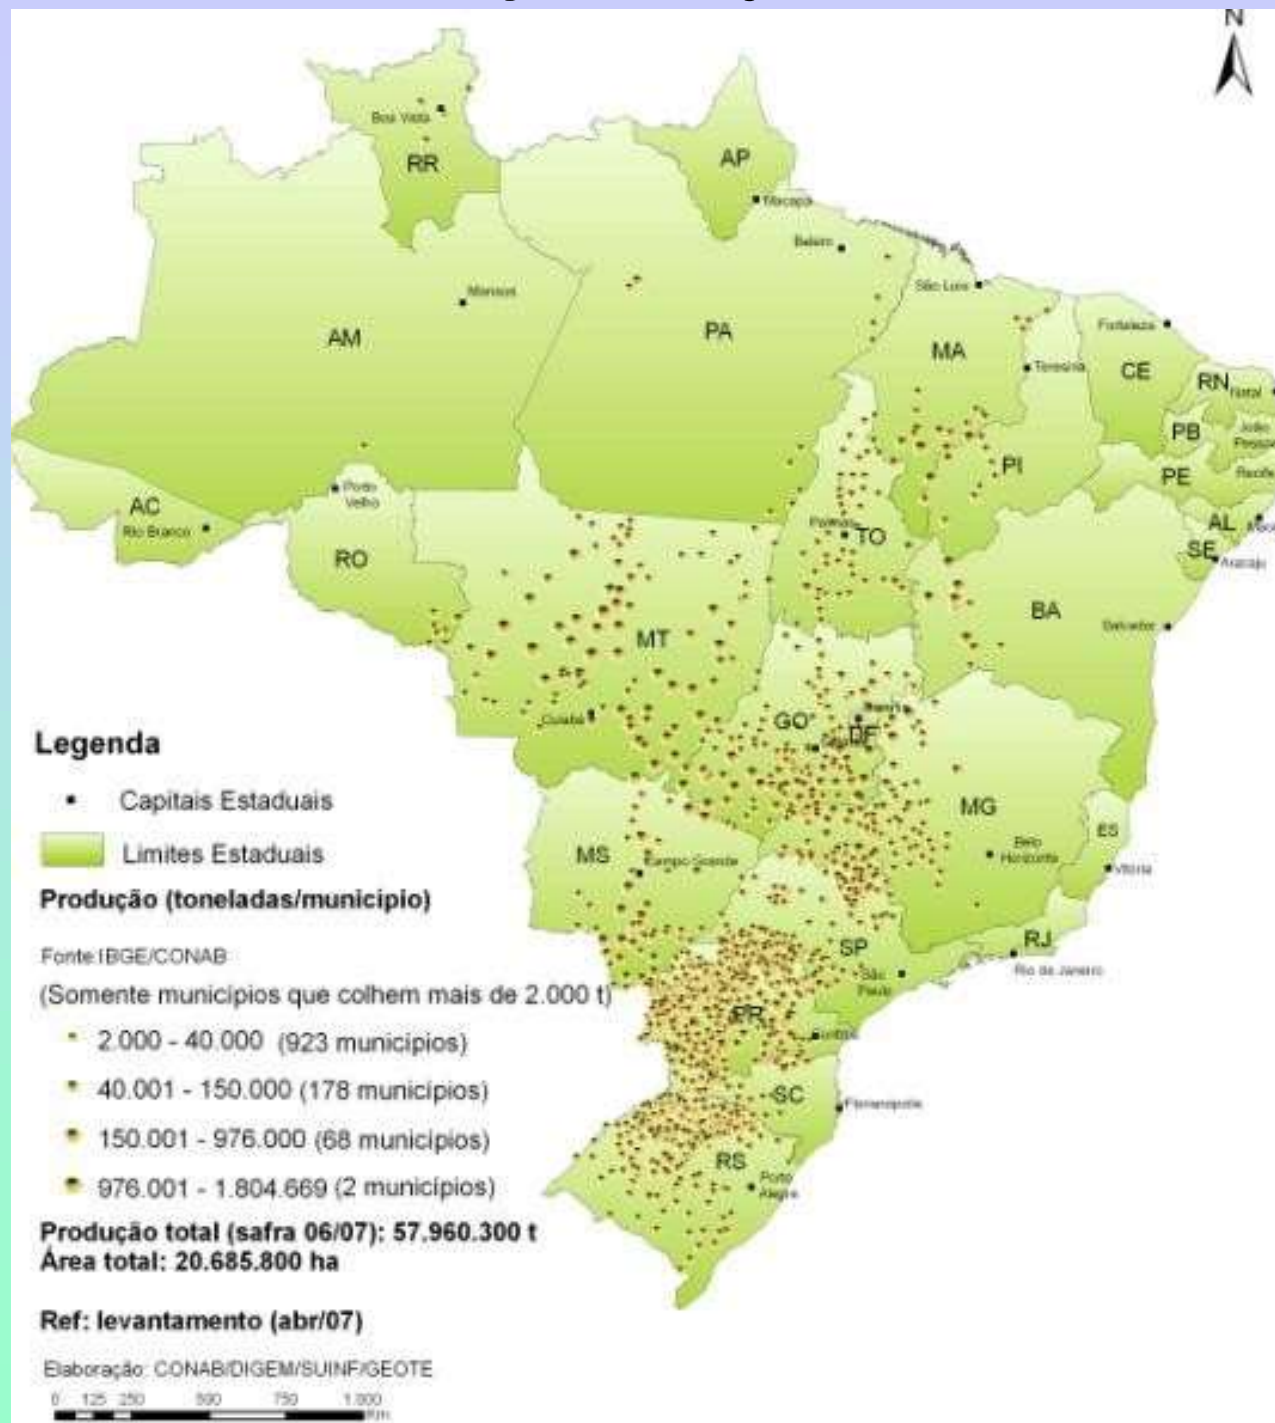 N
Boa Vista
RR
AP
Macapá
Belém
Manaus
São Luis
AM
PA
MA
Fortaleza
Teresina
CE
RN
Natal
PB
João
PI
PE
Recife
Porto
Velho
AC
Rio Branco
RO
Palmas
TO
AL
SE
Aracaju
BA
Salvador
MT
Cuiabá
GO
DF
Legenda
Capitais Estaduais
Limites Estaduais
MG
Belo
Horizonte
ES
Vitória
MS
Campo Grande
Produção (toneladas/municipio)
Fonte:IBGE/CONAB
(Somente municípios que colhem mais de 2.000 t)
SP
São
Paulo
RJ
Rio de Janeiro
2.000 - 40.000 (923 municípios)
40.001 - 150.000 (178 municípios)
150.001 - 976.000 (68 municípios)
976.001 - 1.804.669 (2 municípios)
PR
Curitiba
SC
Florianopolis
RS
Porto
Alegre
Produção total (safra 06/07): 57.960.300 t
Área total: 20.685.800 ha
Ref: levantamento (abr/07)
Elaboração: CONAB/DIGEM/SUINF/GEOTE
0 125 250 500 750 1.000
Km